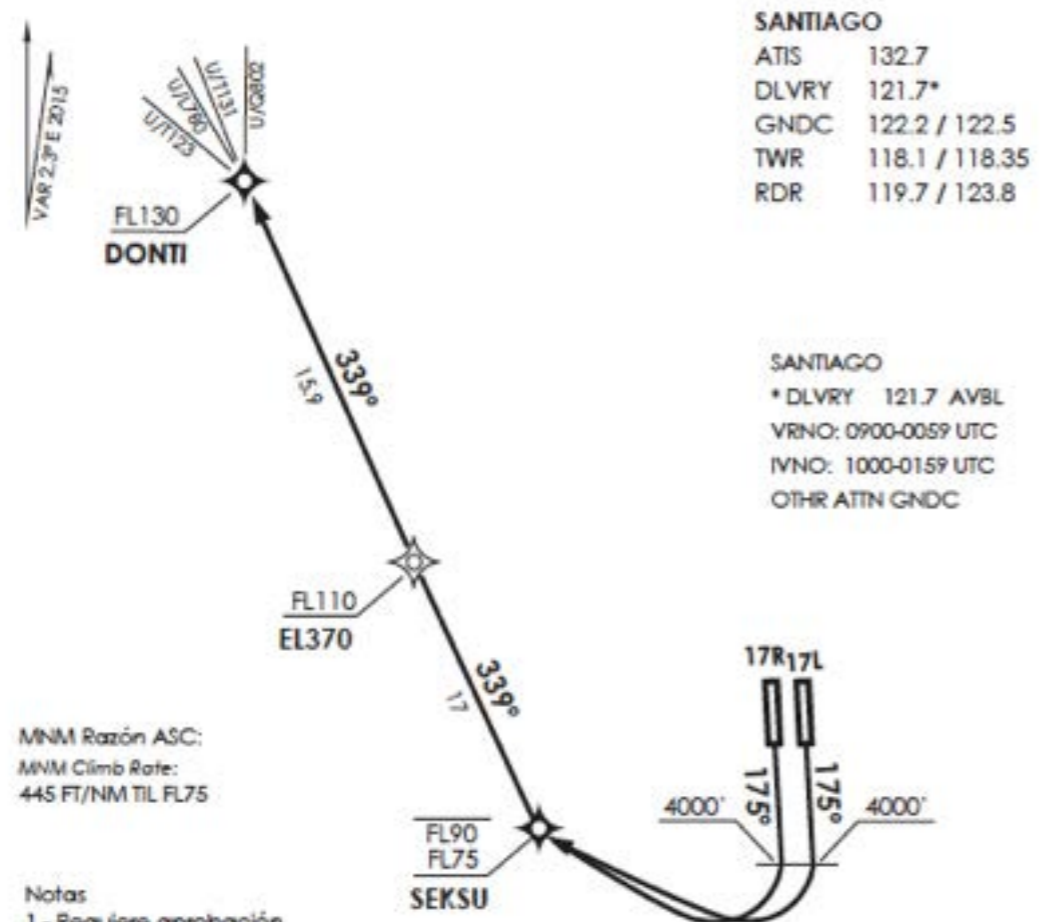 VAR 2.3° E 2015
U/T123
U/L780
U/T131
U/Q802
SANTIAGO
ATIS 132.7
DLVRY 121.7*
GNDC 122.2 / 122.5
TWR 118.1 / 118.35
RDR 119.7 / 123.8
FL130
DONTI
339°
15.9
SANTIAGO
* DLVRY 121.7 AVBL
VRNO: 0900-0059 UTC
IVNO: 1000-0159 UTC
OTHR ATTN GNDC
FL110
EL370
339°
17
17R 17L
175° 175°
4000' 4000'
MNM Razón ASC:
MNM Climb Rate:
445 FT/NM TIL FL75
FL90
FL75
SEKSU
Notas
1.- Requiere aprobación